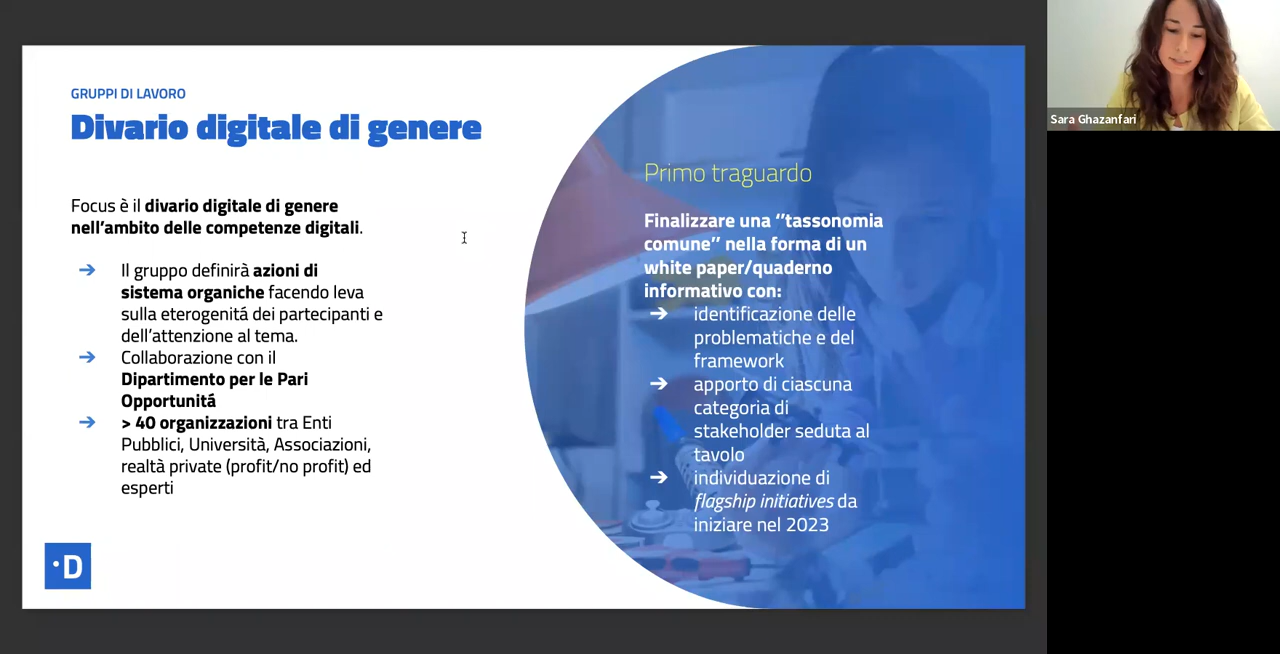 GRUPPI DI LAVORO
Divario digitale di genere
Focus è il divario digitale di genere
nell'ambito delle competenze digitali.
➔ Il gruppo definirà azioni di
sistema organiche facendo leva
sulla eterogenitá dei partecipanti e
dell'attenzione al tema.
➔ Collaborazione con il
Dipartimento per le Pari
Opportunitá
➔ > 40 organizzazioni tra Enti
Pubblici, Università, Associazioni,
realtà private (profit/no profit) ed
esperti
·D
Primo traguardo
Finalizzare una ‘’tassonomia
comune’’ nella forma di un
white paper/quaderno
informativo con:
➔ identificazione delle
problematiche e del
framework
➔ apporto di ciascuna
categoria di
stakeholder seduta al
tavolo
➔ individuazione di
flagship initiatives da
iniziare nel 2023
Sara Ghazanfari